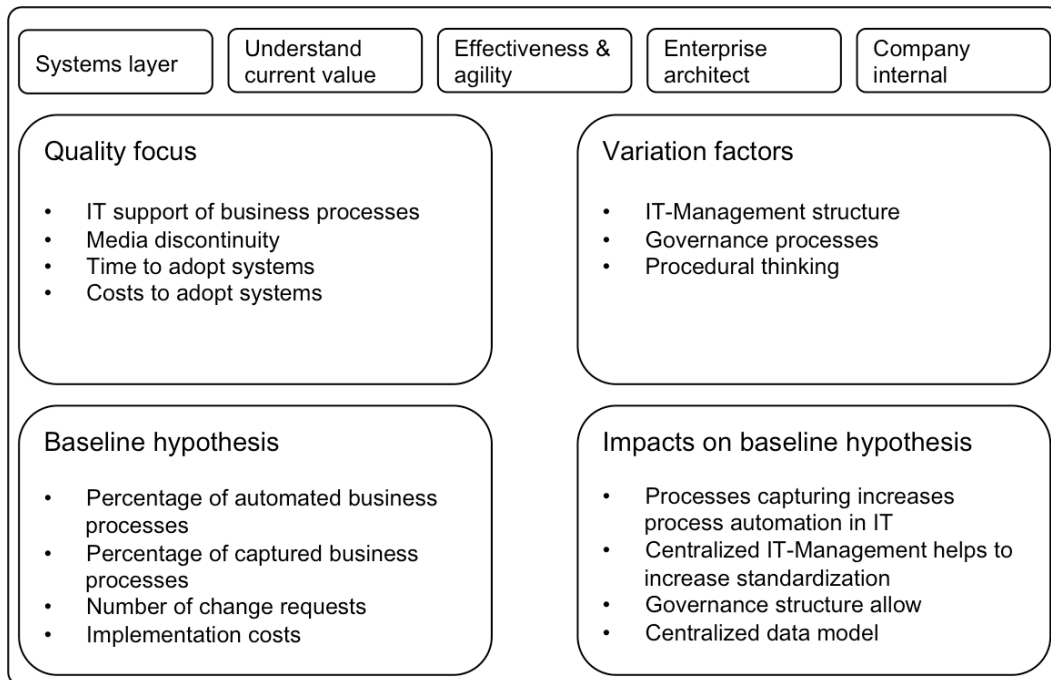 Systems layer
Understand
current value
Effectiveness &
agility
Enterprise
architect
Company
internal
Quality focus
• IT support of business processes
• Media discontinuity
• Time to adopt systems
• Costs to adopt systems
Variation factors
• IT-Management structure
• Governance processes
• Procedural thinking
Baseline hypothesis
• Percentage of automated business
processes
• Percentage of captured business
processes
• Number of change requests
• Implementation costs
Impacts on baseline hypothesis
• Processes capturing increases
process automation in IT
• Centralized IT-Management helps to
increase standardization
• Governance structure allow
• Centralized data model